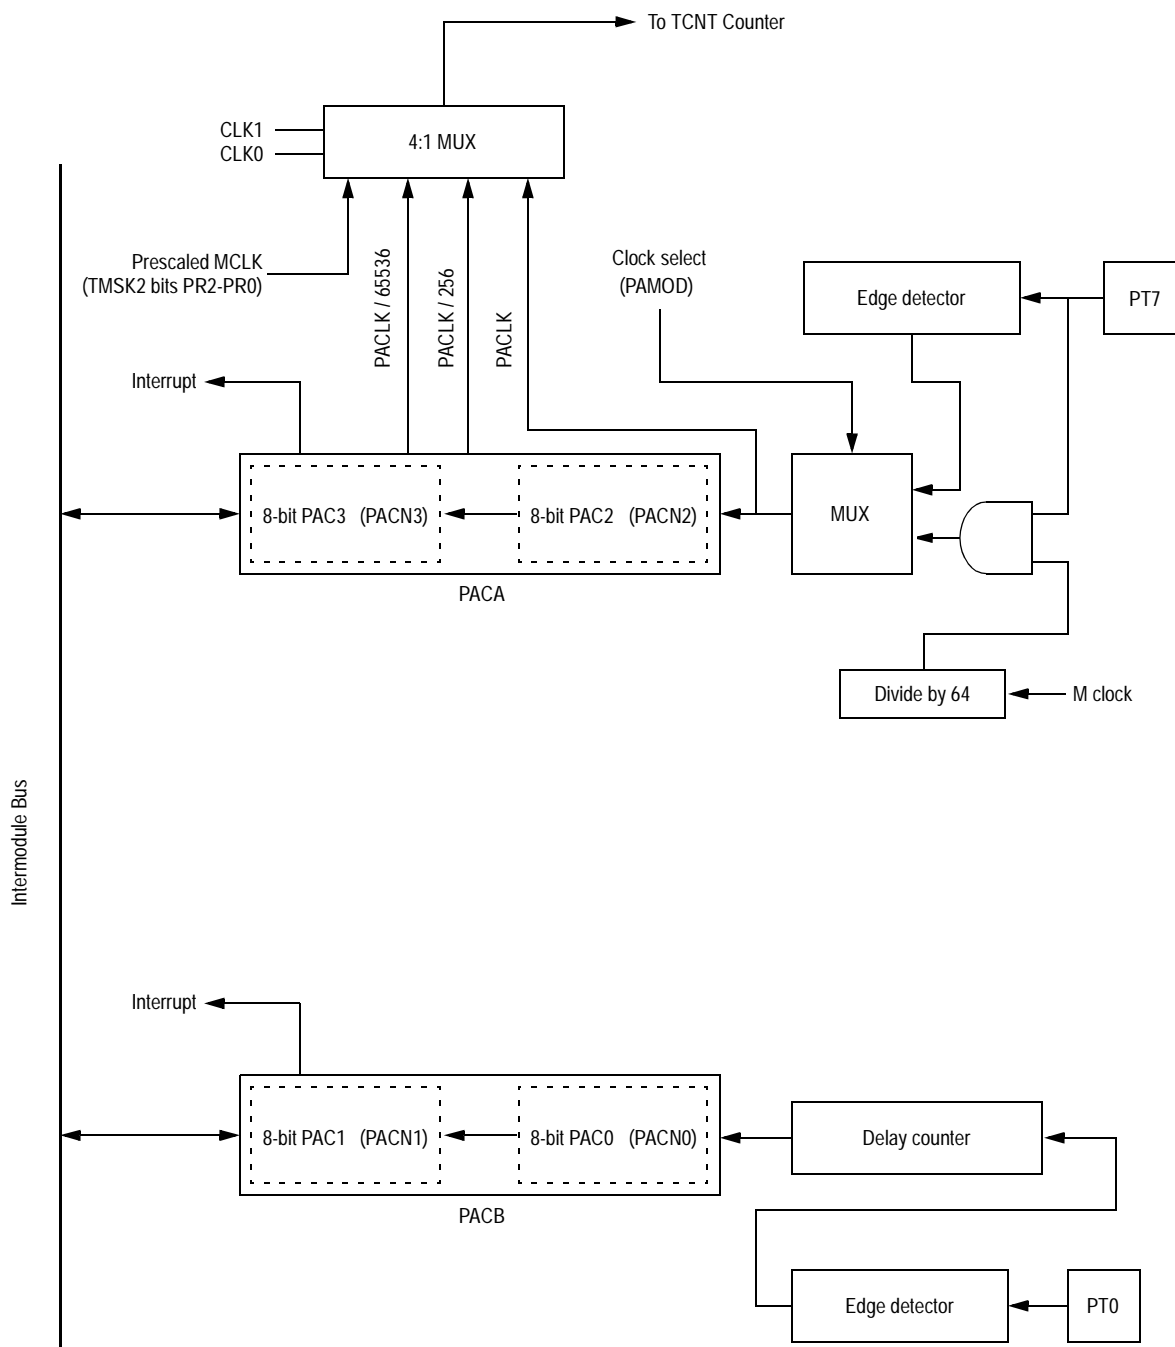 To TCNT Counter
CLK1
CLK0
4:1 MUX
Prescaled MCLK
(TMSK2 bits PR2-PR0)
PACLK / 65536
PACLK / 256
PACLK
Clock select
(PAMOD)
Edge detector
PT7
Interrupt
8-bit PAC3 (PACN3)
8-bit PAC2 (PACN2)
MUX
PACA
Divide by 64
M clock
Intermodule Bus
Interrupt
8-bit PAC1 (PACN1)
8-bit PAC0 (PACN0)
Delay counter
PACB
Edge detector
PT0